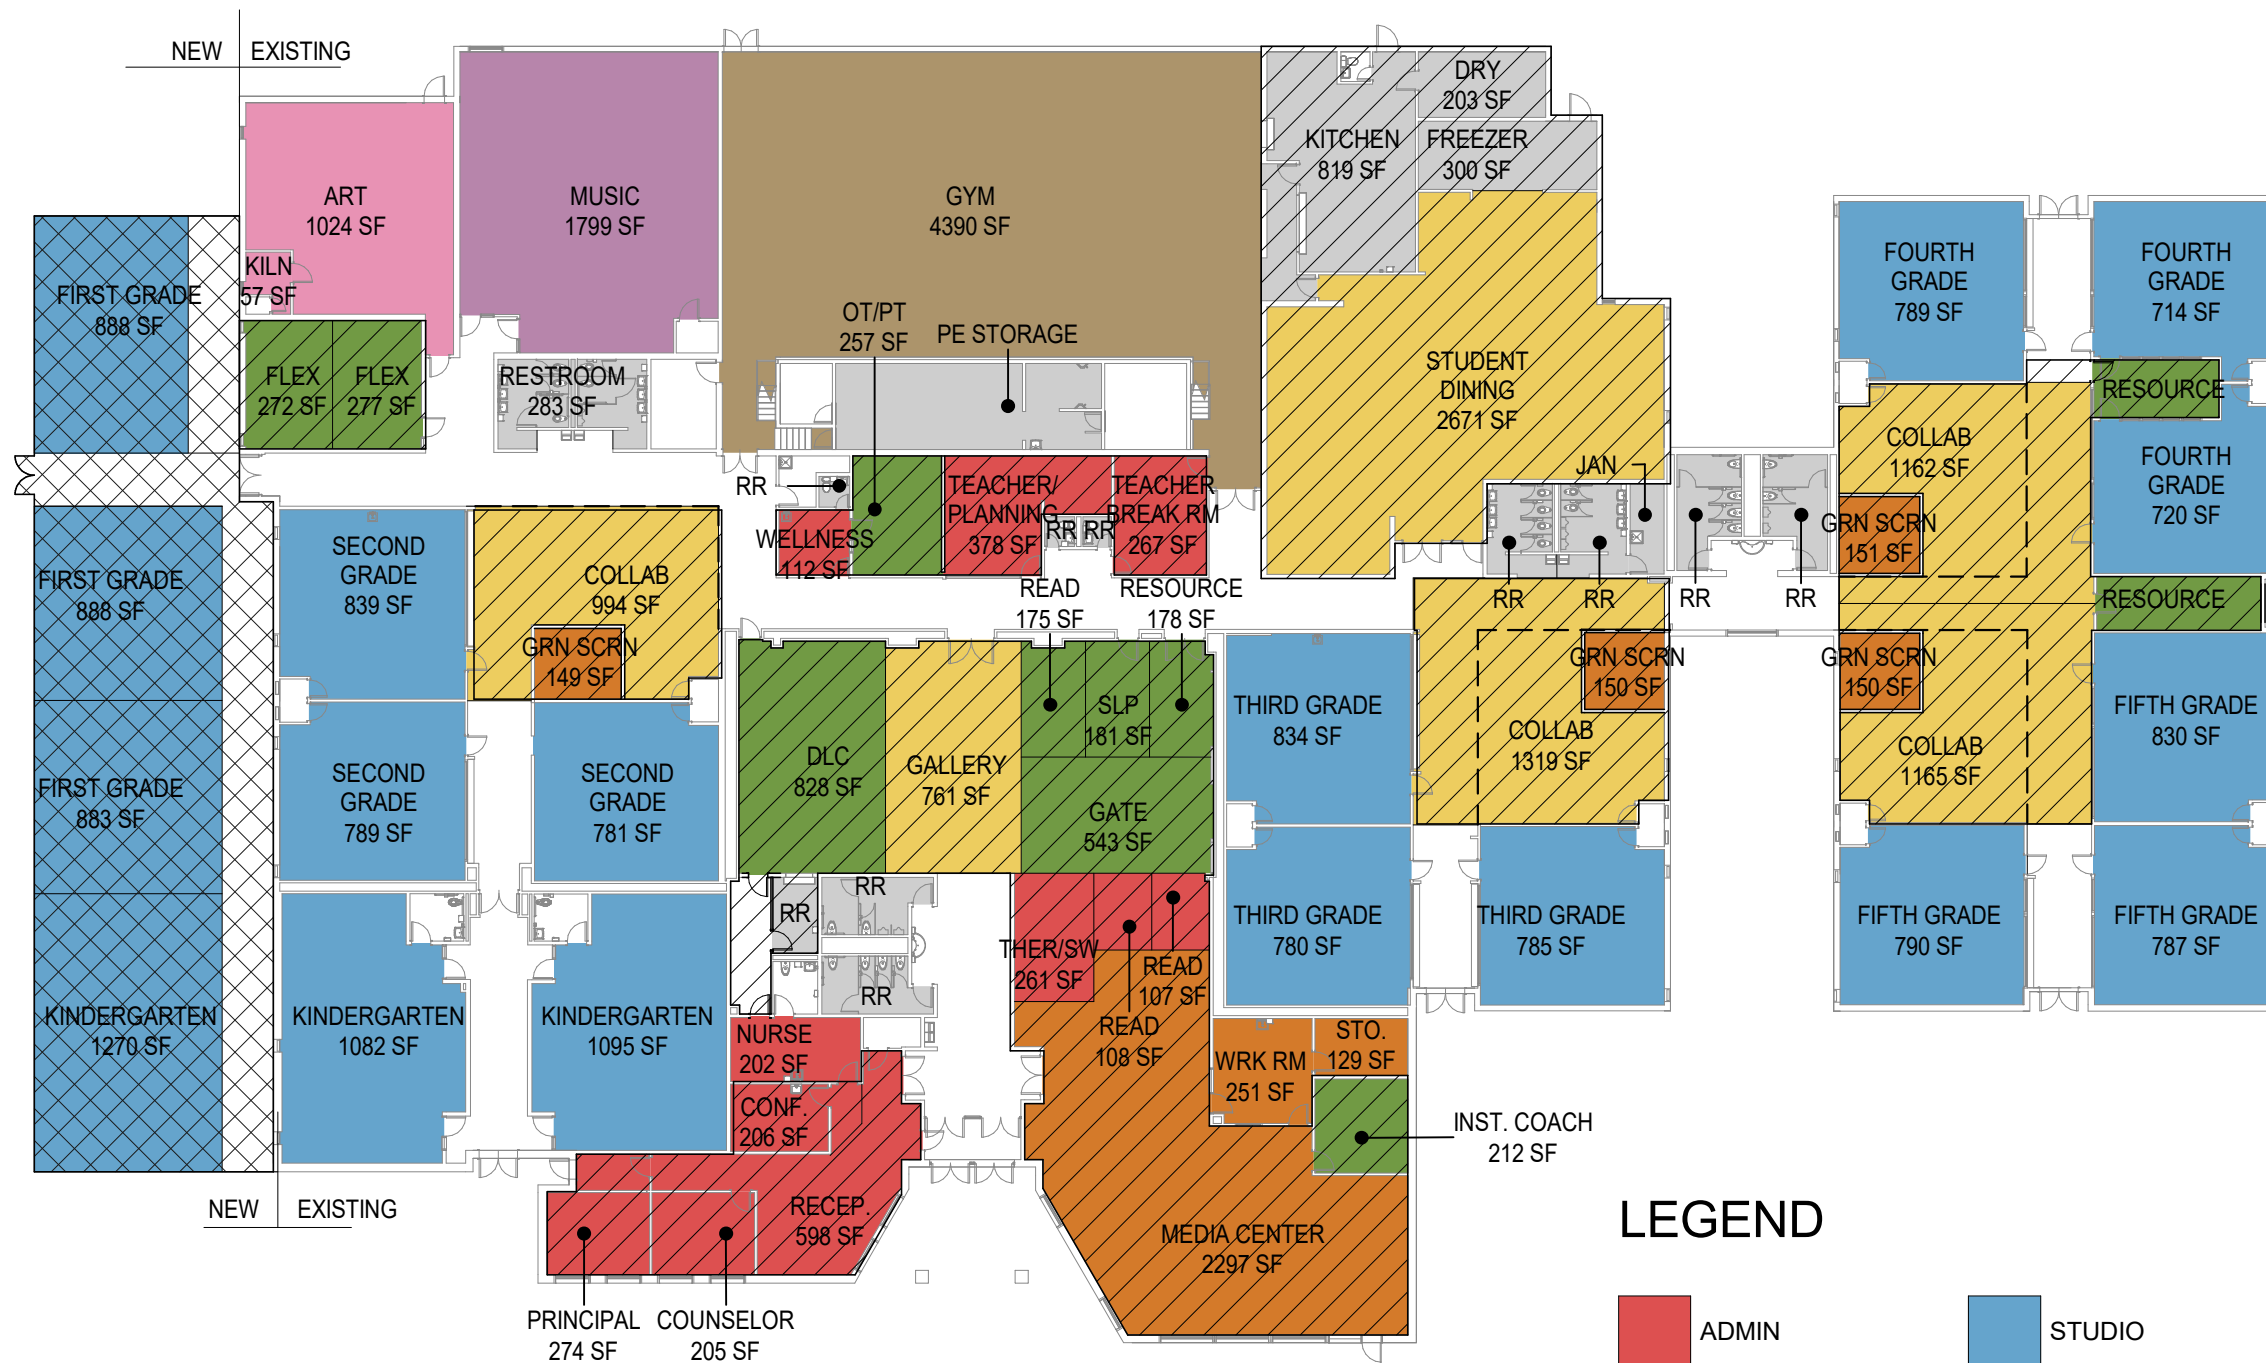 NEW EXISTING
ART
1024 SF
KILN
57 SF
MUSIC
1799 SF
GYM
4390 SF
KITCHEN
819 SF
DRY
203 SF
FREEZER
300 SF
FIRST GRADE
888 SF
FLEX
272 SF
FLEX
277 SF
RESTROOM
283 SF
OT/PT
257 SF
PE STORAGE
STUDENT
DINING
2671 SF
FOURTH
GRADE
789 SF
FOURTH
GRADE
714 SF
RESOURCE
COLLAB
1162 SF
FOURTH
GRADE
720 SF
RR
WELLNESS
112 SF
TEACHER/
PLANNING
378 SF
RR
RR
TEACHER
BREAK RM
267 SF
JAN
GRN SCRN
151 SF
RR
RR
RR
RR
RESOURCE
FIRST GRADE
888 SF
SECOND
GRADE
839 SF
COLLAB
994 SF
GRN SCRN
149 SF
READ
175 SF
RESOURCE
178 SF
SLP
181 SF
THIRD GRADE
834 SF
GRN SCRN
150 SF
COLLAB
1319 SF
GRN SCRN
150 SF
COLLAB
1165 SF
FIFTH GRADE
830 SF
FIRST GRADE
883 SF
SECOND
GRADE
789 SF
SECOND
GRADE
781 SF
DLC
828 SF
GALLERY
761 SF
GATE
543 SF
RR
RR
RR
THER/SW
261 SF
READ
107 SF
READ
108 SF
THIRD GRADE
780 SF
THIRD GRADE
785 SF
FIFTH GRADE
790 SF
FIFTH GRADE
787 SF
KINDERGARTEN
1270 SF
KINDERGARTEN
1082 SF
KINDERGARTEN
1095 SF
NURSE
202 SF
CONF.
206 SF
WRK RM
251 SF
STO.
129 SF
INST. COACH
212 SF
NEW EXISTING
RECEP.
598 SF
MEDIA CENTER
2297 SF
PRINCIPAL
274 SF
COUNSELOR
205 SF
LEGEND
ADMIN
STUDIO